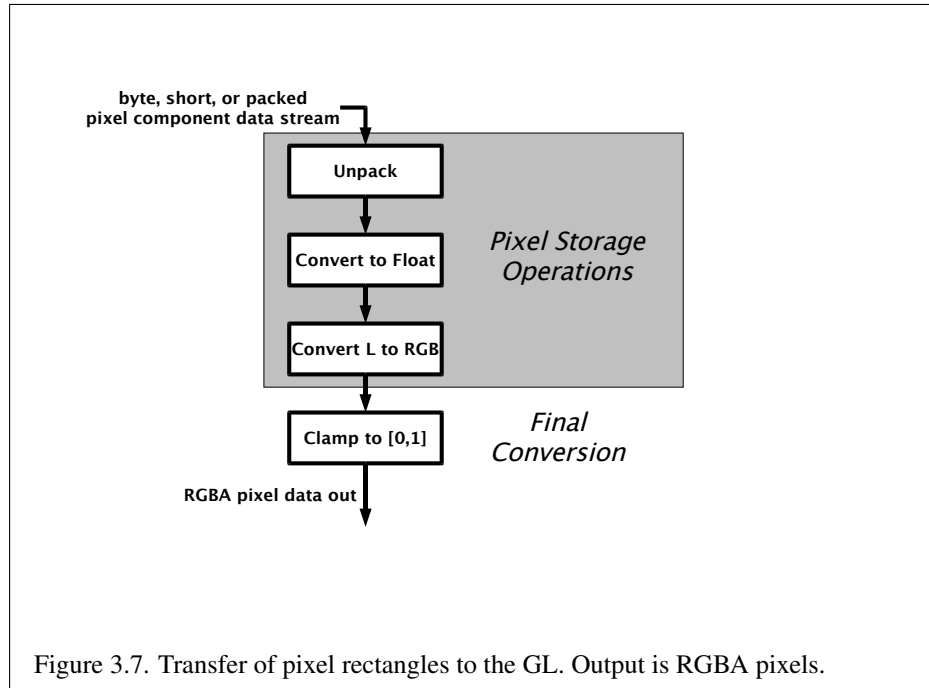 byte, short, or packed
pixel component data stream
Unpack
Convert to Float
Pixel Storage
Operations
Convert L to RGB
Clamp to [0,1]
Final
Conversion
RGBA pixel data out
Figure 3.7. Transfer of pixel rectangles to the GL. Output is RGBA pixels.